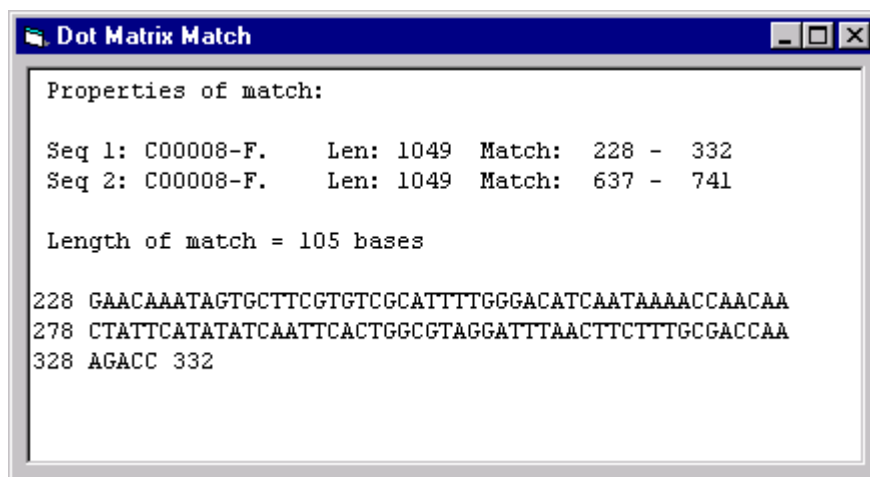 Dot Matrix Match
Properties of match:
Seq 1: C00008-F. Len: 1049 Match: 228 - 332
Seq 2: C00008-F. Len: 1049 Match: 637 - 741
Length of match = 105 bases
228 GAACAAATAGTGCTTCGTGTCGCATTTTGGGACATCAATAAAACCAACAA
278 CTATTCATATATCAATTCACTGGCGTAGGATTTAACTTCTTTGCGACCAA
328 AGACC 332